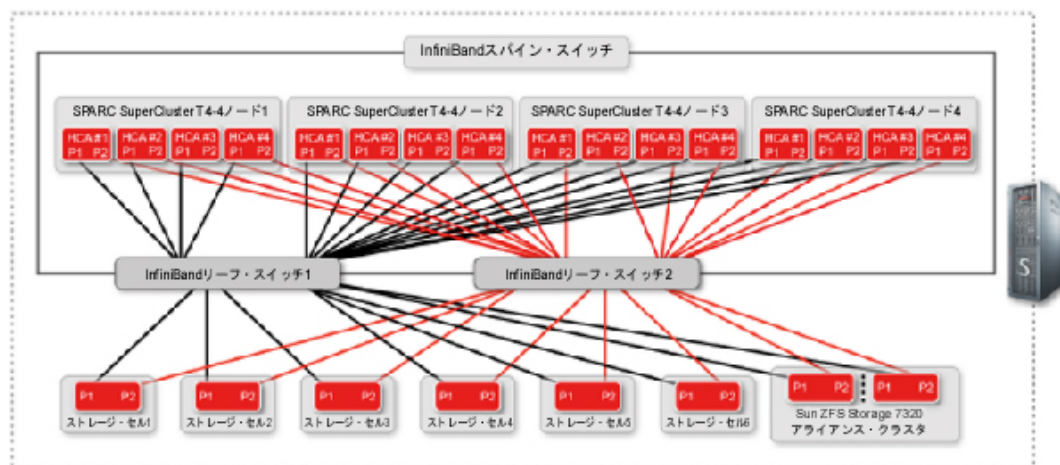 InfiniBandスパイン・スイッチ
SPARC SuperCluster T4-4ノード1
SPARC SuperCluster T4-4ノード2
SPARC SuperCluster T4-4ノード3
SPARC SuperCluster T4-4ノード4
HCA#1 HCA#2 HCA#3 HCA#4 HCA#1 HCA#2 HCA#3 HCA#4 HCA#1 HCA#2 HCA#3 HCA#4 HCA#1 HCA#2 HCA#3 HCA#4
P1 P2 P1 P2 P1 P2 P1 P2 P1 P2 P1 P2 P1 P2 P1 P2 P1 P2 P1 P2 P1 P2 P1 P2 P1 P2 P1 P2 P1 P2 P1 P2
S
InfiniBandリーフ・スイッチ1
InfiniBandリーフ・スイッチ2
P1 P2 P1 P2 P1 P2 P1 P2 P1 P2 P1 P2 P1 P2 P1 P2
ストレージ・セル1
ストレージ・セル2
ストレージ・セル3
ストレージ・セル4
ストレージ・セル5
ストレージ・セル6
Sun ZFS Storage 7320
アライアンス・クラスタ